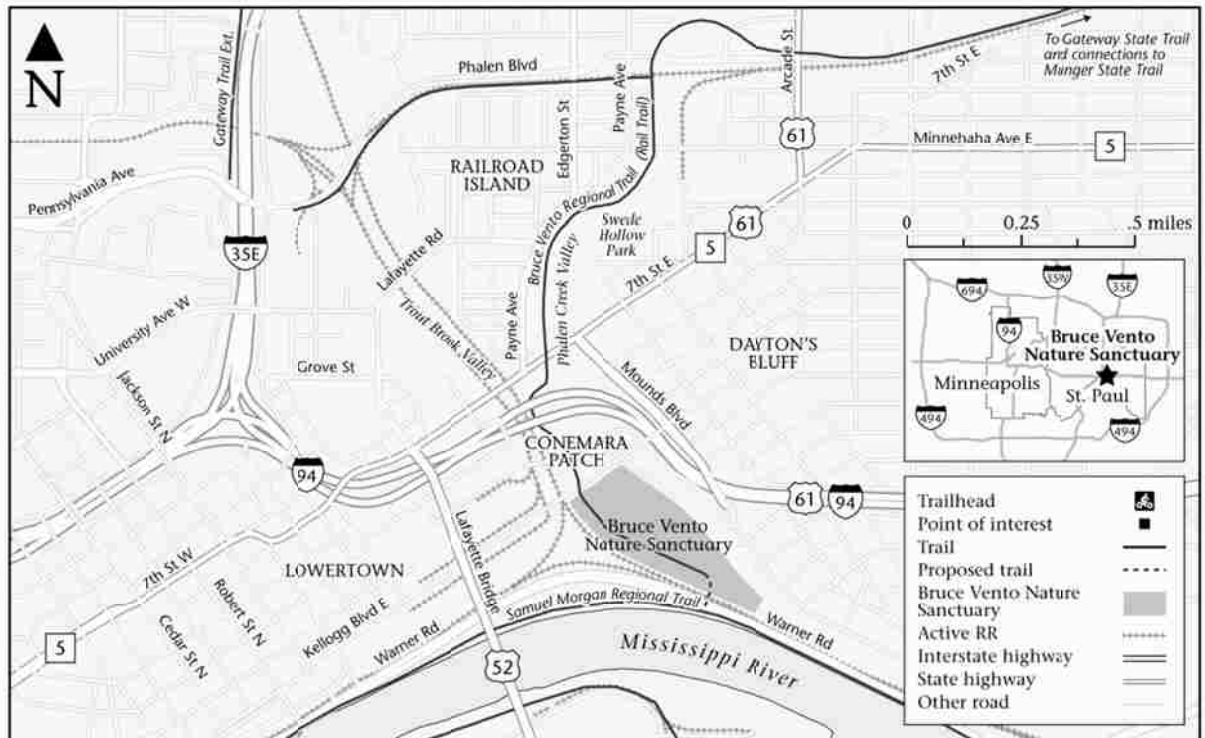 N
Gateway Trail Ext.
Phalen Blvd
Edgerton St
Payne Ave
(Rail Trail)
Arcade St.
7th St E
To Gateway State Trail
and connections to
Munger State Trail
61
Minnehaha Ave E
5
Pennsylvania Ave
RAILROAD
ISLAND
Bruce Vento Regional Trail
Swede
Hollow
Park
61
5
0 0.25 .5 miles
35E
Lafayette Rd
Trout Brook Valley
Payne Ave
Phalen Creek Valley
7th St E
University Ave W
Jackson St N
Grove St
DAYTON'S
BLUFF
Mounds Blvd
694
35W
35E
94
Bruce Vento
Nature Sanctuary
Minneapolis
St. Paul
494
494
CONEMARA
PATCH
94
61
94
Bruce Vento
Nature Sanctuary
7th St W
LOWERTOWN
Lafayette Bridge
Robert St N
Cedar St N
Kellogg Blvd E
Warner Rd
Samuel Morgan Regional Trail
Warner Rd
5
52
Mississippi River
Trailhead
Point of interest
Trail
Proposed trail
Bruce Vento Nature
Sanctuary
Active RR
Interstate highway
State highway
Other road